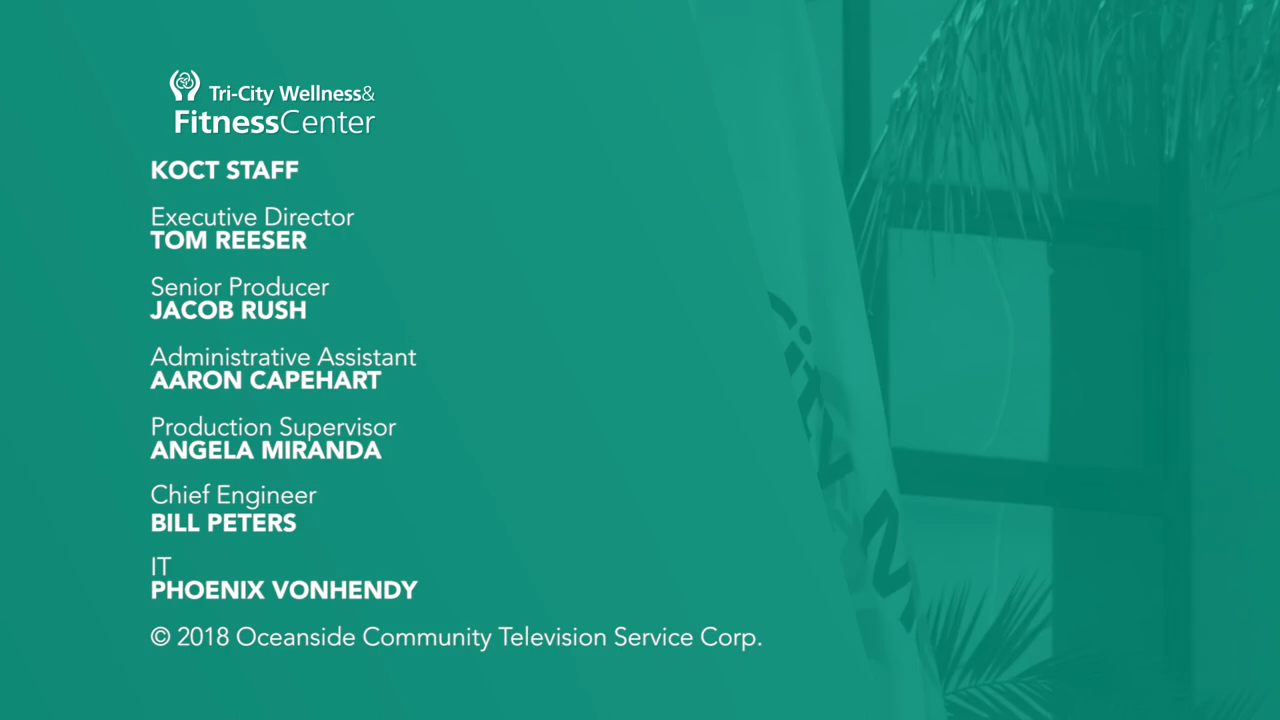 Tri-City Wellness&
FitnessCenter
KOCT STAFF
Executive Director
TOM REESER
Senior Producer
JACOB RUSH
Administrative Assistant
AARON CAPEHART
Production Supervisor
ANGELA MIRANDA
Chief Engineer
BILL PETERS
IT
PHOENIX VONHENDY
© 2018 Oceanside Community Television Service Corp.